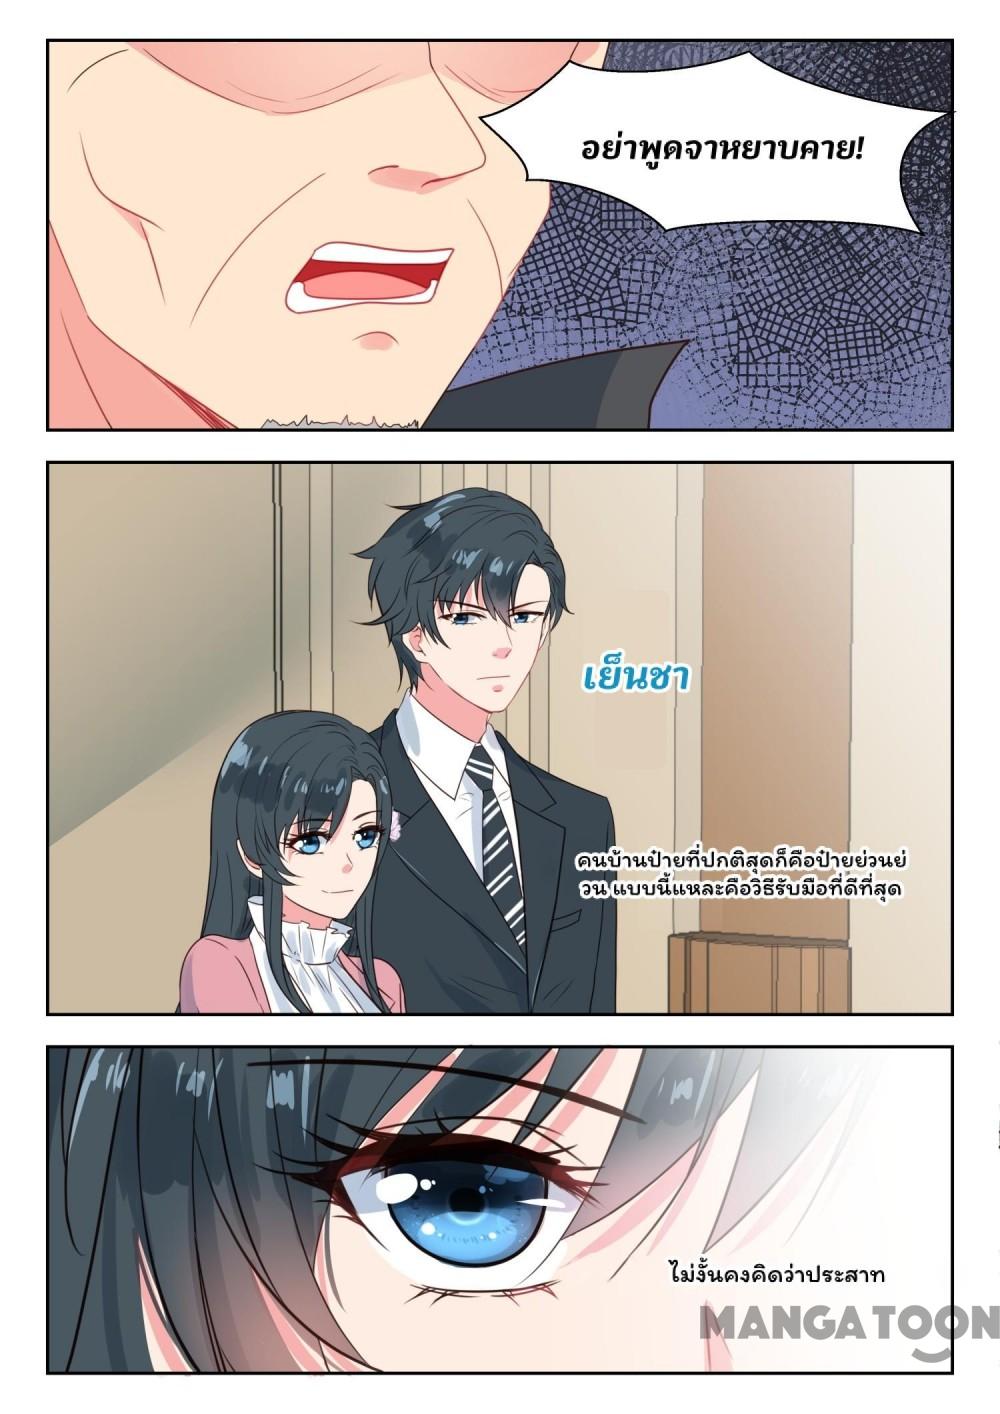 อย่าพูดจาหยาบคาย!
เย็นชา
คนบ้านป๋ายที่ปกติสุดก็คือป๋ายย่วนย่
วน แบบนี้แหละคือวิธีรับมือที่ดีที่สุด
ไม่งั้นคงคิดว่าประสาท
MANGATOON